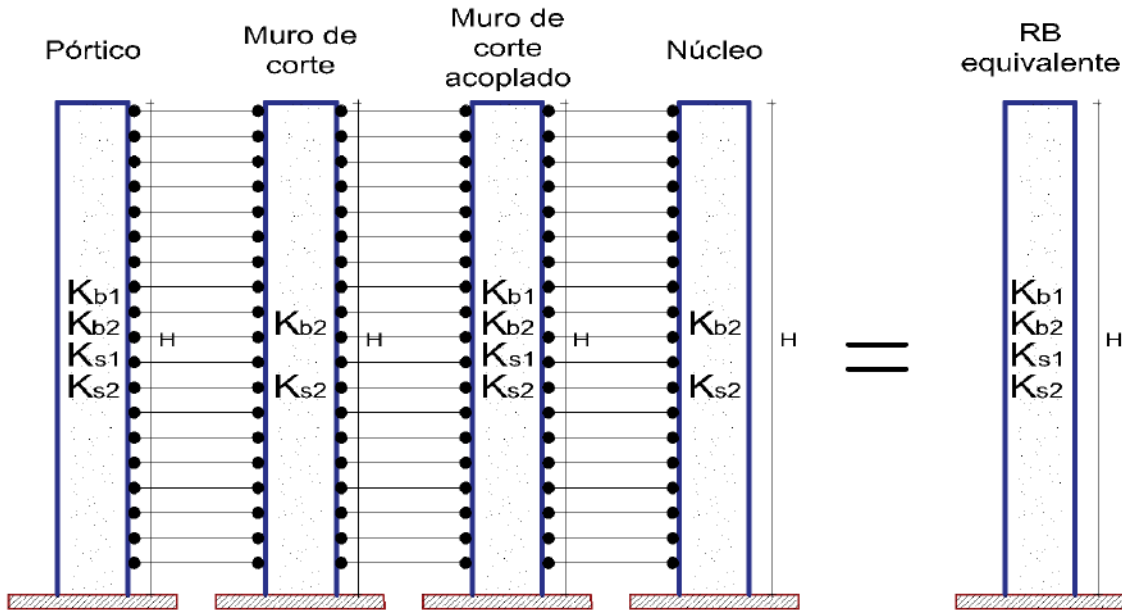 Pórtico
Muro de
corte
Muro de
corte
acoplado
Núcleo
RB
equivalente
Kb1
Kb2
Ks1
Ks2
H
Kb2
Ks2
H
Kb1
Kb2
Ks1
Ks2
H
Kb2
Ks2
H
=
Kb1
Kb2
Ks1
Ks2
H